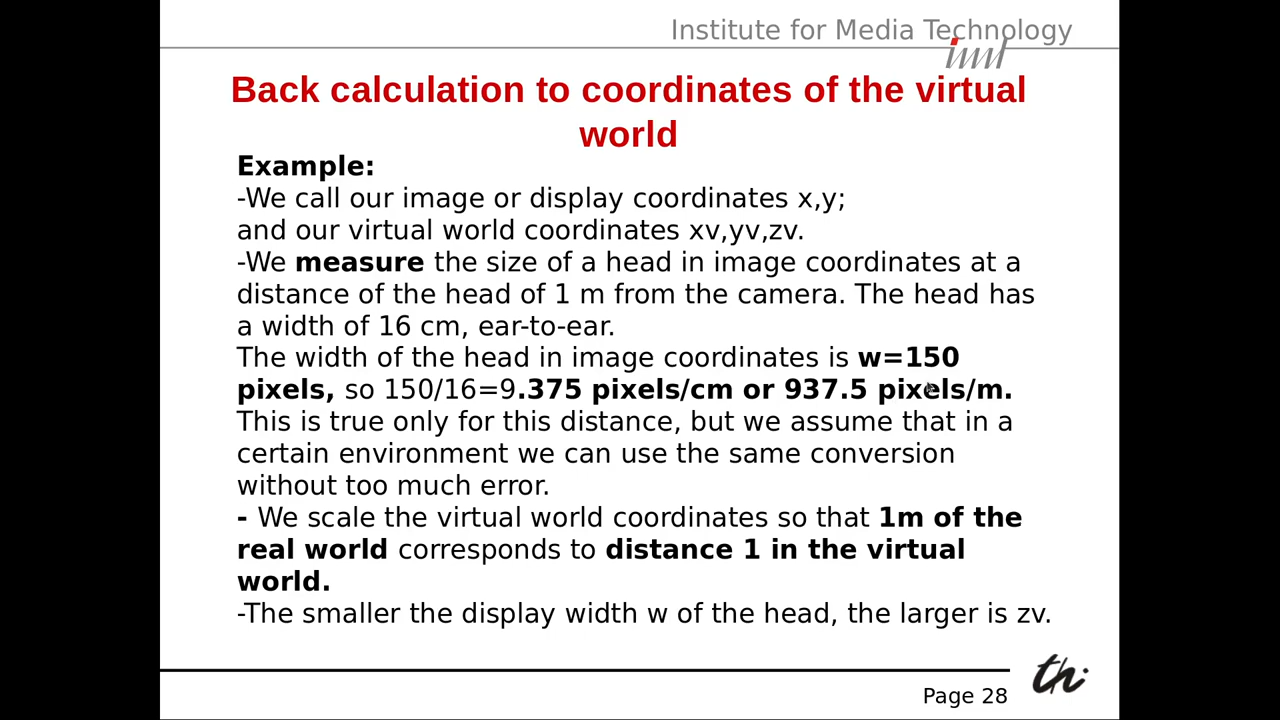 Institute for Media Technology
imt
Back calculation to coordinates of the virtual
world
Example:
-We call our image or display coordinates x,y;
and our virtual world coordinates xv,yv,zv.
-We measure the size of a head in image coordinates at a
distance of the head of 1 m from the camera. The head has
a width of 16 cm, ear-to-ear.
The width of the head in image coordinates is w=150
pixels, so 150/16=9.375 pixels/cm or 937.5 pixels/m.
This is true only for this distance, but we assume that in a
certain environment we can use the same conversion
without too much error.
- We scale the virtual world coordinates so that 1m of the
real world corresponds to distance 1 in the virtual
world.
-The smaller the display width w of the head, the larger is zv.
th
Page 28